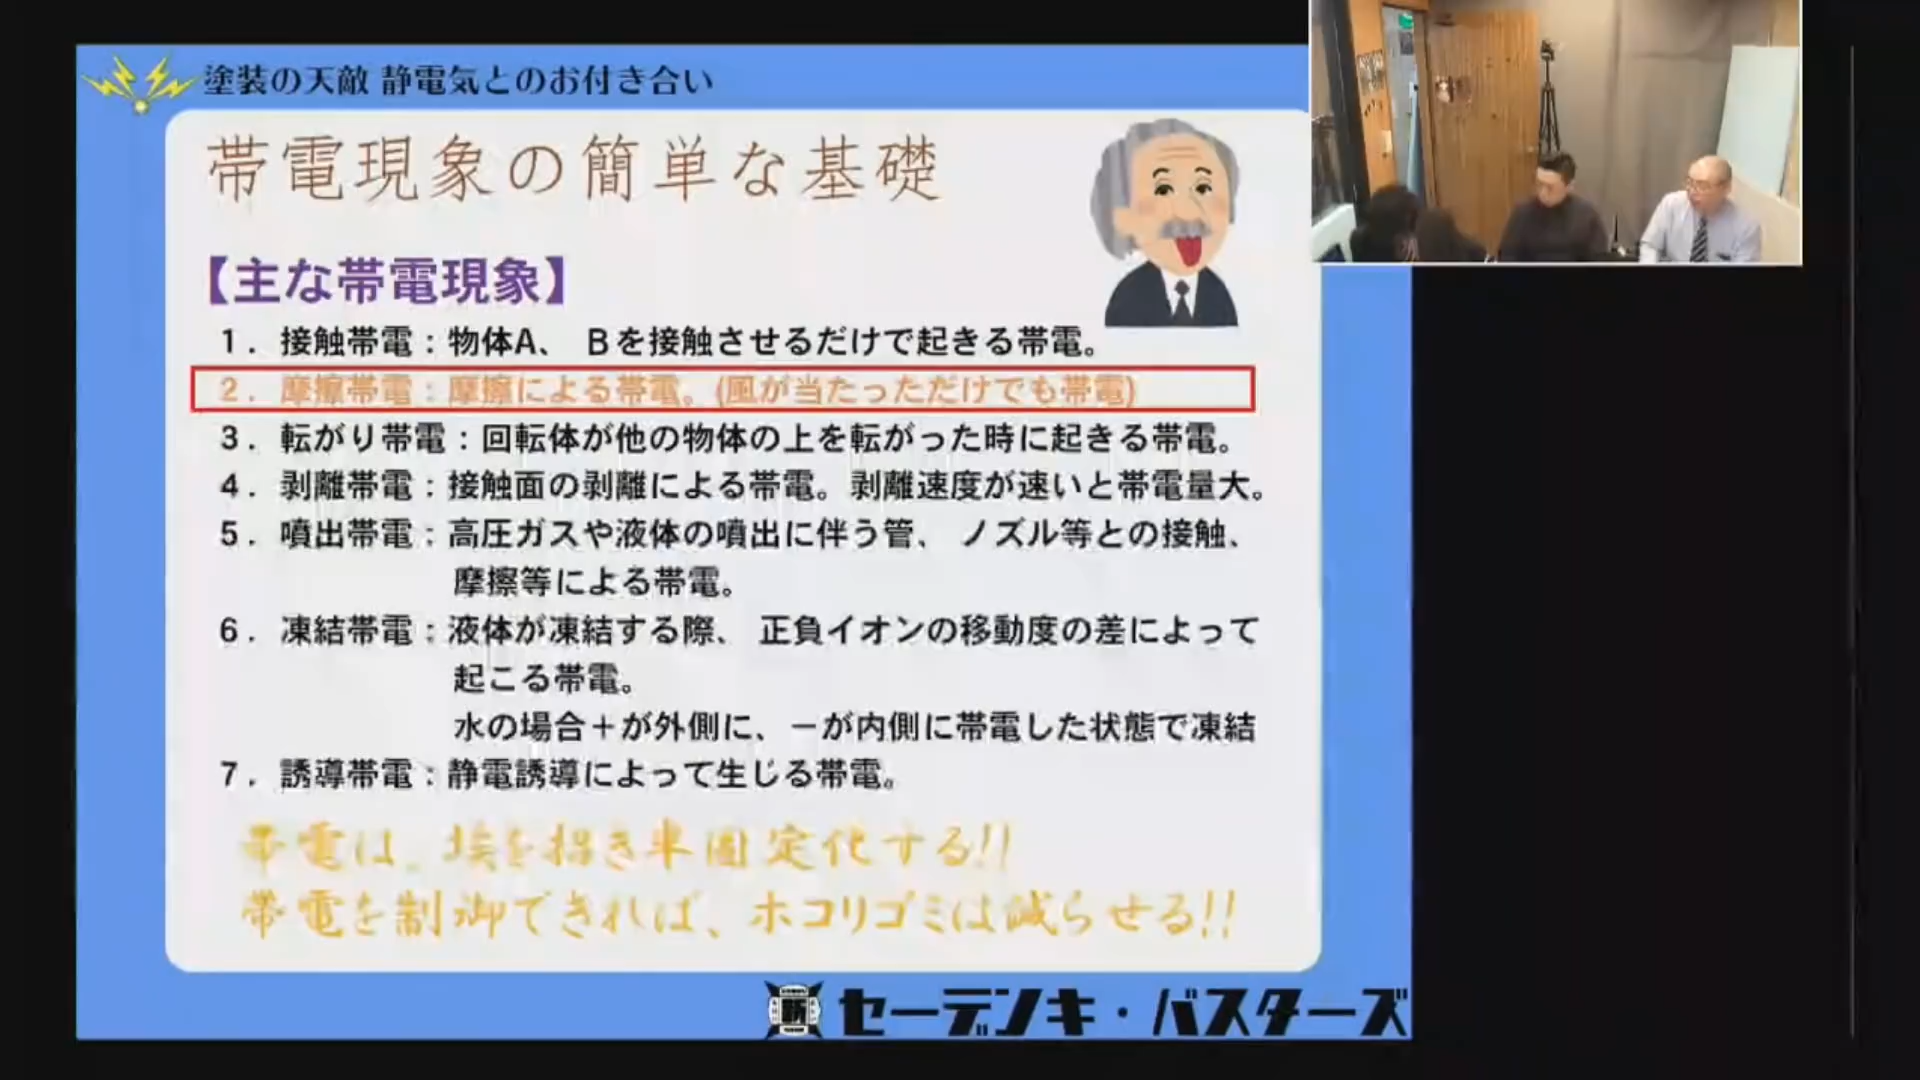 塗装の天敵 静電気とのお付き合い
帯電現象の簡単な基礎
【主な帯電現象】
１．接触帯電：物体A、Ｂを接触させるだけで起きる帯電。
２．摩擦帯電：摩擦による帯電。(風が当たっただけでも帯電)
３．転がり帯電：回転体が他の物体の上を転がった時に起きる帯電。
４．剥離帯電：接触面の剥離による帯電。剥離速度が速いと帯電量大。
５．噴出帯電：高圧ガスや液体の噴出に伴う管、ノズル等との接触、
摩擦等による帯電。
６．凍結帯電：液体が凍結する際、正負イオンの移動度の差によって
起こる帯電。
水の場合＋が外側に、－が内側に帯電した状態で凍結
７．誘導帯電：静電誘導によって生じる帯電。
帯電は、埃を招き半固定化する!!
帯電を制御できれば、ホコリゴミは減らせる!!
セーデンキ・バスターズ